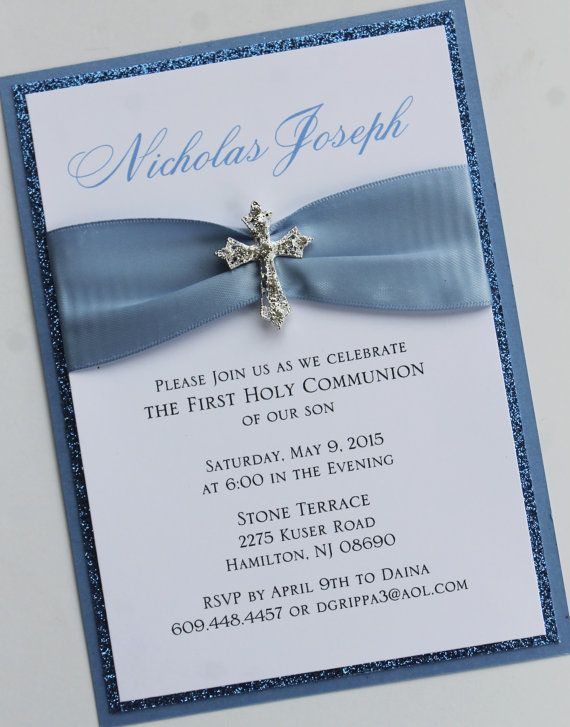 Nicholas Joseph
Please Join us as we celebrate
the First Holy Communion
of our son
Saturday, May 9, 2015
at 6:00 in the Evening
Stone Terrace
2275 Kuser Road
Hamilton, NJ 08690
RSVP by April 9th to Daina
609.448.4457 or dgrippa3@aol.com